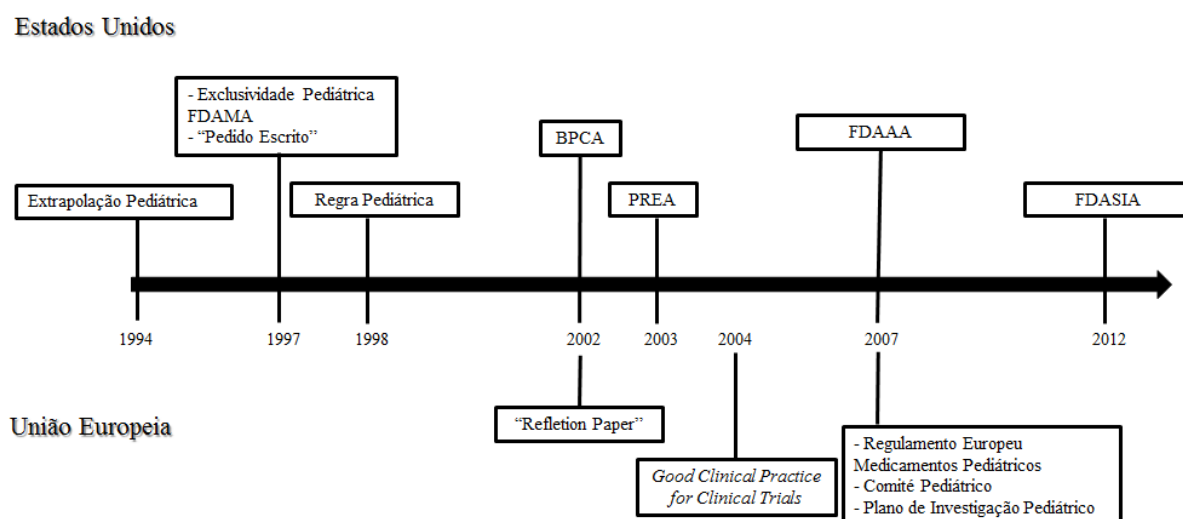 Estados Unidos
- Exclusividade Pediátrica
FDAMA
- “Pedido Escrito”
BPCA
FDAAA
Extrapolação Pediátrica
Regra Pediátrica
PREA
FDASIA
1994
1997
1998
2002
2003
2004
2007
2012
União Europeia
“Refletion Paper”
Good Clinical Practice
for Clinical Trials
- Regulamento Europeu
Medicamentos Pediátricos
- Comité Pediátrico
- Plano de Investigação Pediátrico